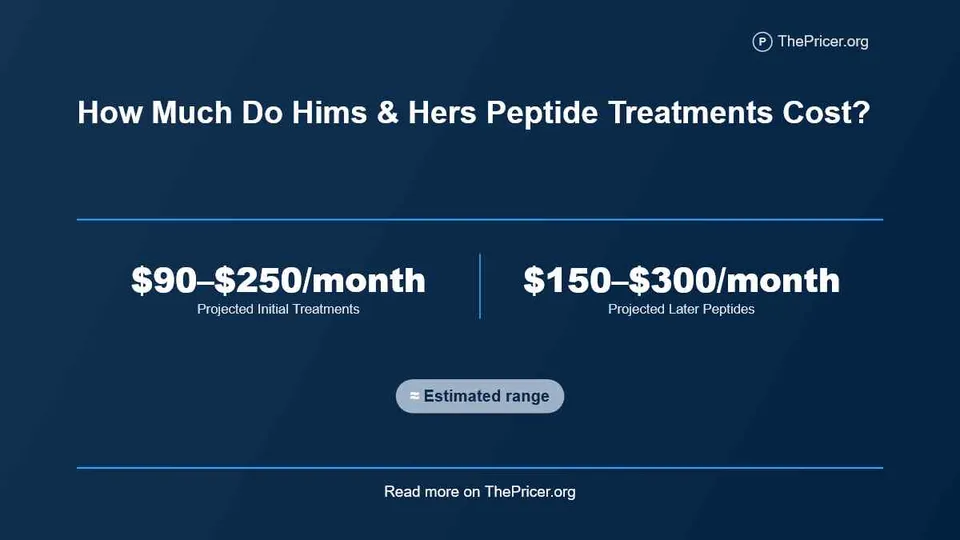 P ThePricer.org
How Much Do Hims & Hers Peptide Treatments Cost?
$90–$250/month
Projected Initial Treatments
$150–$300/month
Projected Later Peptides
≈ Estimated range
Read more on ThePricer.org